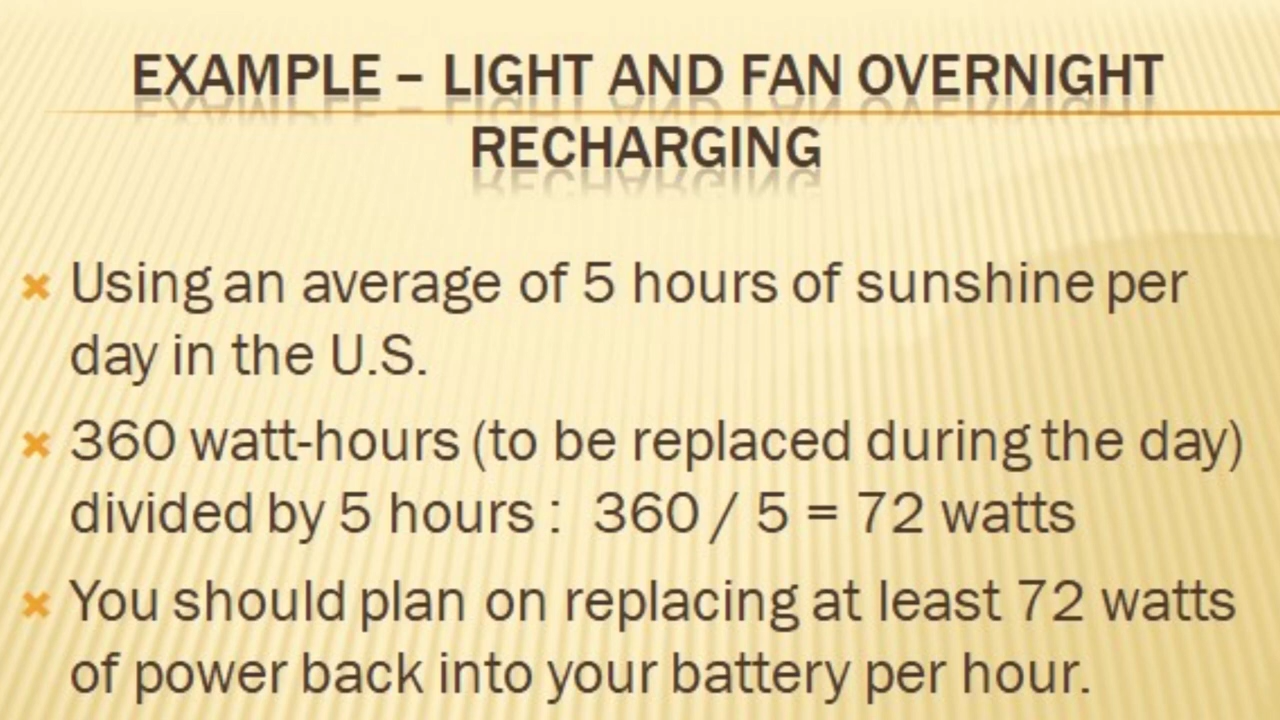 EXAMPLE – LIGHT AND FAN OVERNIGHT
RECHARGING
Using an average of 5 hours of sunshine per
day in the U.S.
360 watt-hours (to be replaced during the day)
divided by 5 hours : 360 / 5 = 72 watts
You should plan on replacing at least 72 watts
of power back into your battery per hour.